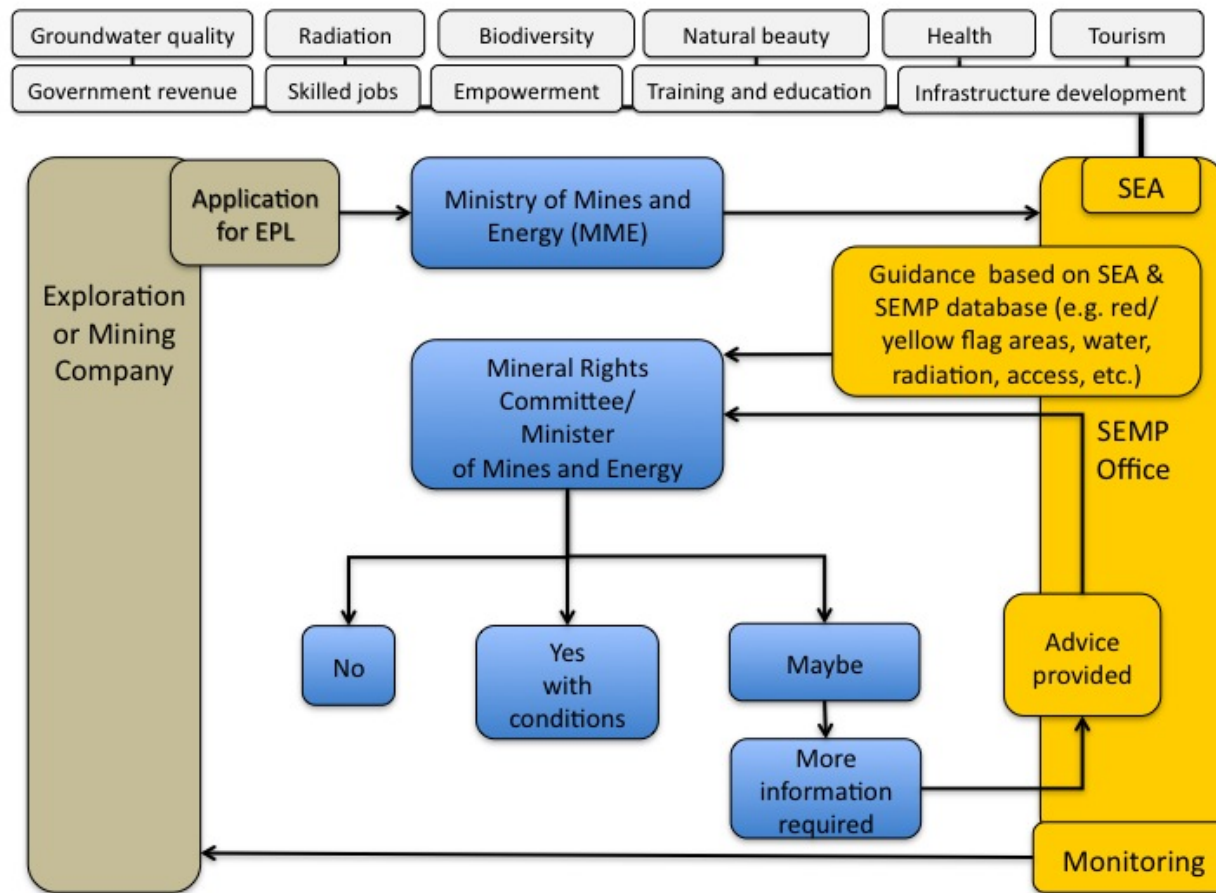 Groundwater quality
Radiation
Biodiversity
Natural beauty
Health
Tourism
Government revenue
Skilled jobs
Empowerment
Training and education
Infrastructure development
Exploration
or Mining
Company
Application
for EPL
Ministry of Mines and
Energy (MME)
SEA
Guidance based on SEA &
SEMP database (e.g. red/
yellow flag areas, water,
radiation, access, etc.)
Mineral Rights
Committee/
Minister
of Mines and Energy
SEMP
Office
No
Yes
with
conditions
Maybe
Advice
provided
More
information
required
Monitoring